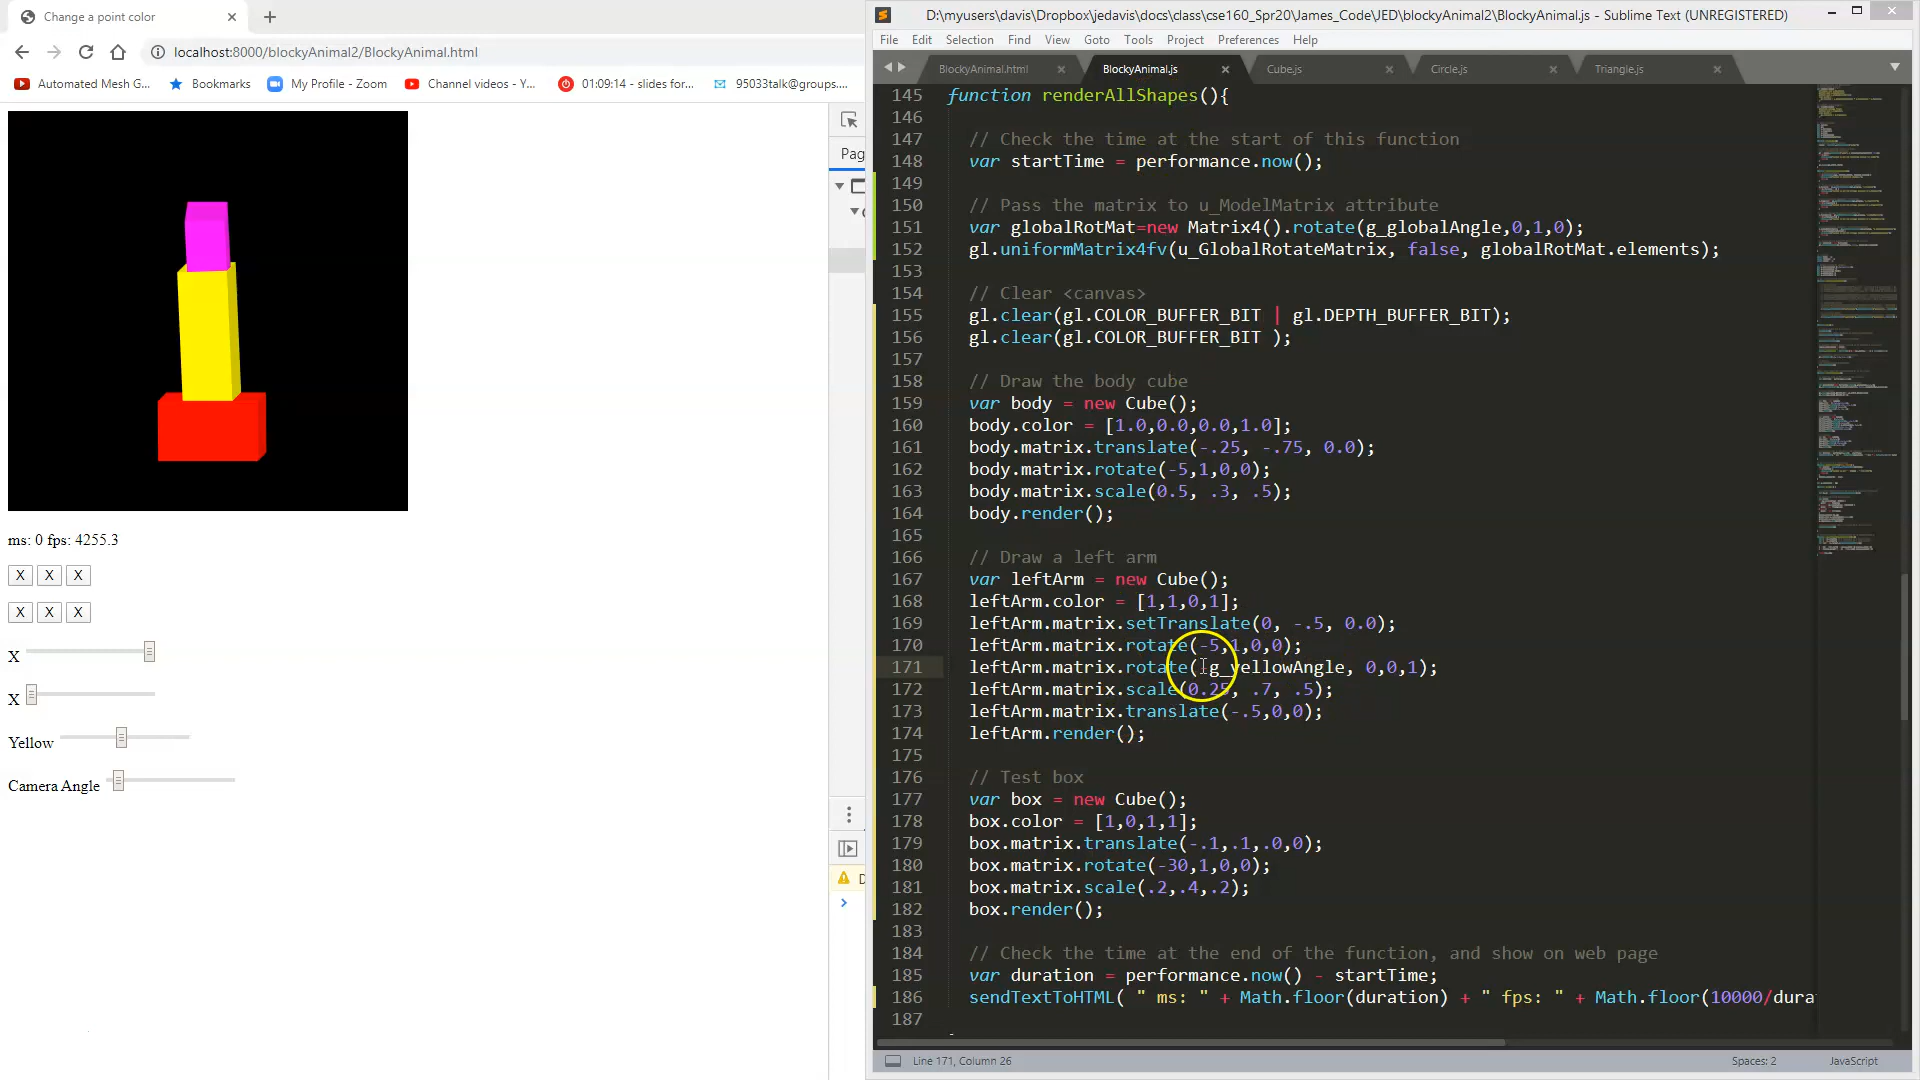 Change a point color
localhost:8000/blockyAnimal2/BlockyAnimal.html
Automated Mesh G... Bookmarks My Profile - Zoom Channel videos - Y... 01:09:14 - slides for... 95033talk@groups....
ms: 0 fps: 4255.3
X X X
X X X
X
X
Yellow
Camera Angle
Pag
D:\myusers\davis\Dropbox\jedavis\docs\class\cse160_Spr20\James_Code\JED\blockyAnimal2\BlockyAnimal.js - Sublime Text (UNREGISTERED)
File Edit Selection Find View Goto Tools Project Preferences Help
BlockyAnimal.html BlockyAnimal.js Cube.js Circle.js Triangle.js
145 function renderAllShapes(){
146
147 // Check the time at the start of this function
148 var startTime = performance.now();
149
150 // Pass the matrix to u_ModelMatrix attribute
151 var globalRotMat=new Matrix4().rotate(g_globalAngle,0,1,0);
152 gl.uniformMatrix4fv(u_GlobalRotateMatrix, false, globalRotMat.elements);
153
154 // Clear <canvas>
155 gl.clear(gl.COLOR_BUFFER_BIT | gl.DEPTH_BUFFER_BIT);
156 gl.clear(gl.COLOR_BUFFER_BIT );
157
158 // Draw the body cube
159 var body = new Cube();
160 body.color = [1.0,0.0,0.0,1.0];
161 body.matrix.translate(-.25, -.75, 0.0);
162 body.matrix.rotate(-5,1,0,0);
163 body.matrix.scale(0.5, .3, .5);
164 body.render();
165
166 // Draw a left arm
167 var leftArm = new Cube();
168 leftArm.color = [1,1,0,1];
169 leftArm.matrix.setTranslate(0, -.5, 0.0);
170 leftArm.matrix.rotate(-5,1,0,0);
171 leftArm.matrix.rotate(-g_yellowAngle, 0,0,1);
172 leftArm.matrix.scale(0.25, .7, .5);
173 leftArm.matrix.translate(-.5,0,0);
174 leftArm.render();
175
176 // Test box
177 var box = new Cube();
178 box.color = [1,0,1,1];
179 box.matrix.translate(-.1,.1,.0,0);
180 box.matrix.rotate(-30,1,0,0);
181 box.matrix.scale(.2,.4,.2);
182 box.render();
183
184 // Check the time at the end of the function, and show on web page
185 var duration = performance.now() - startTime;
186 sendTextToHTML( " ms: " + Math.floor(duration) + " fps: " + Math.floor(10000/dura
187
Line 171, Column 26 Spaces: 2 JavaScript